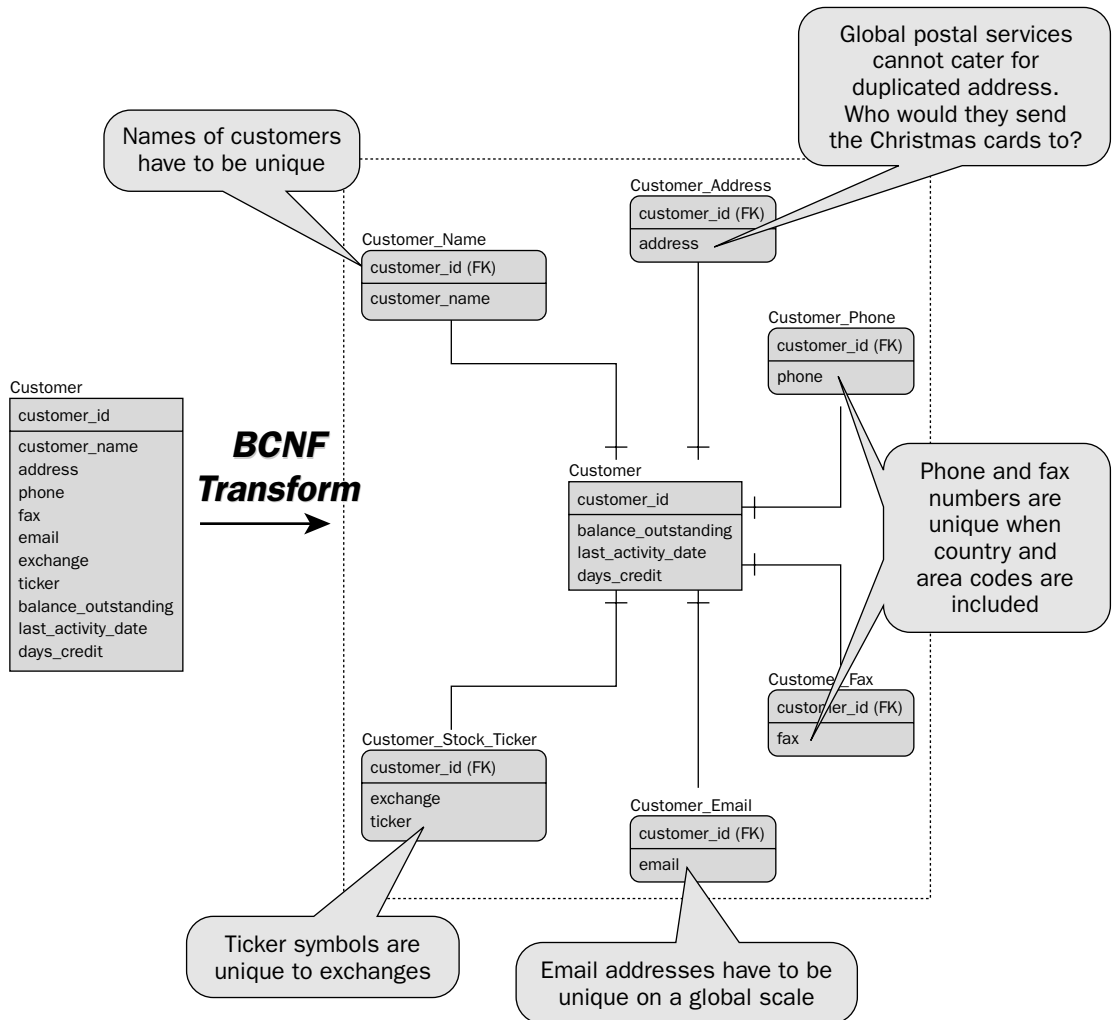 Global postal services
cannot cater for
duplicated address.
Who would they send
the Christmas cards to?
Names of customers
have to be unique
Customer_Address
customer_id (FK)
address
Customer_Name
customer_id (FK)
customer_name
Customer_Phone
customer_id (FK)
phone
Customer
customer_id
customer_name
address
phone
fax
email
exchange
ticker
balance_outstanding
last_activity_date
days_credit
BCNF
Transform
Customer
customer_id
balance_outstanding
last_activity_date
days_credit
Phone and fax
numbers are
unique when
country and
area codes are
included
Customer_Fax
customer_id (FK)
fax
Customer_Stock_Ticker
customer_id (FK)
exchange
ticker
Customer_Email
customer_id (FK)
email
Ticker symbols are
unique to exchanges
Email addresses have to be
unique on a global scale